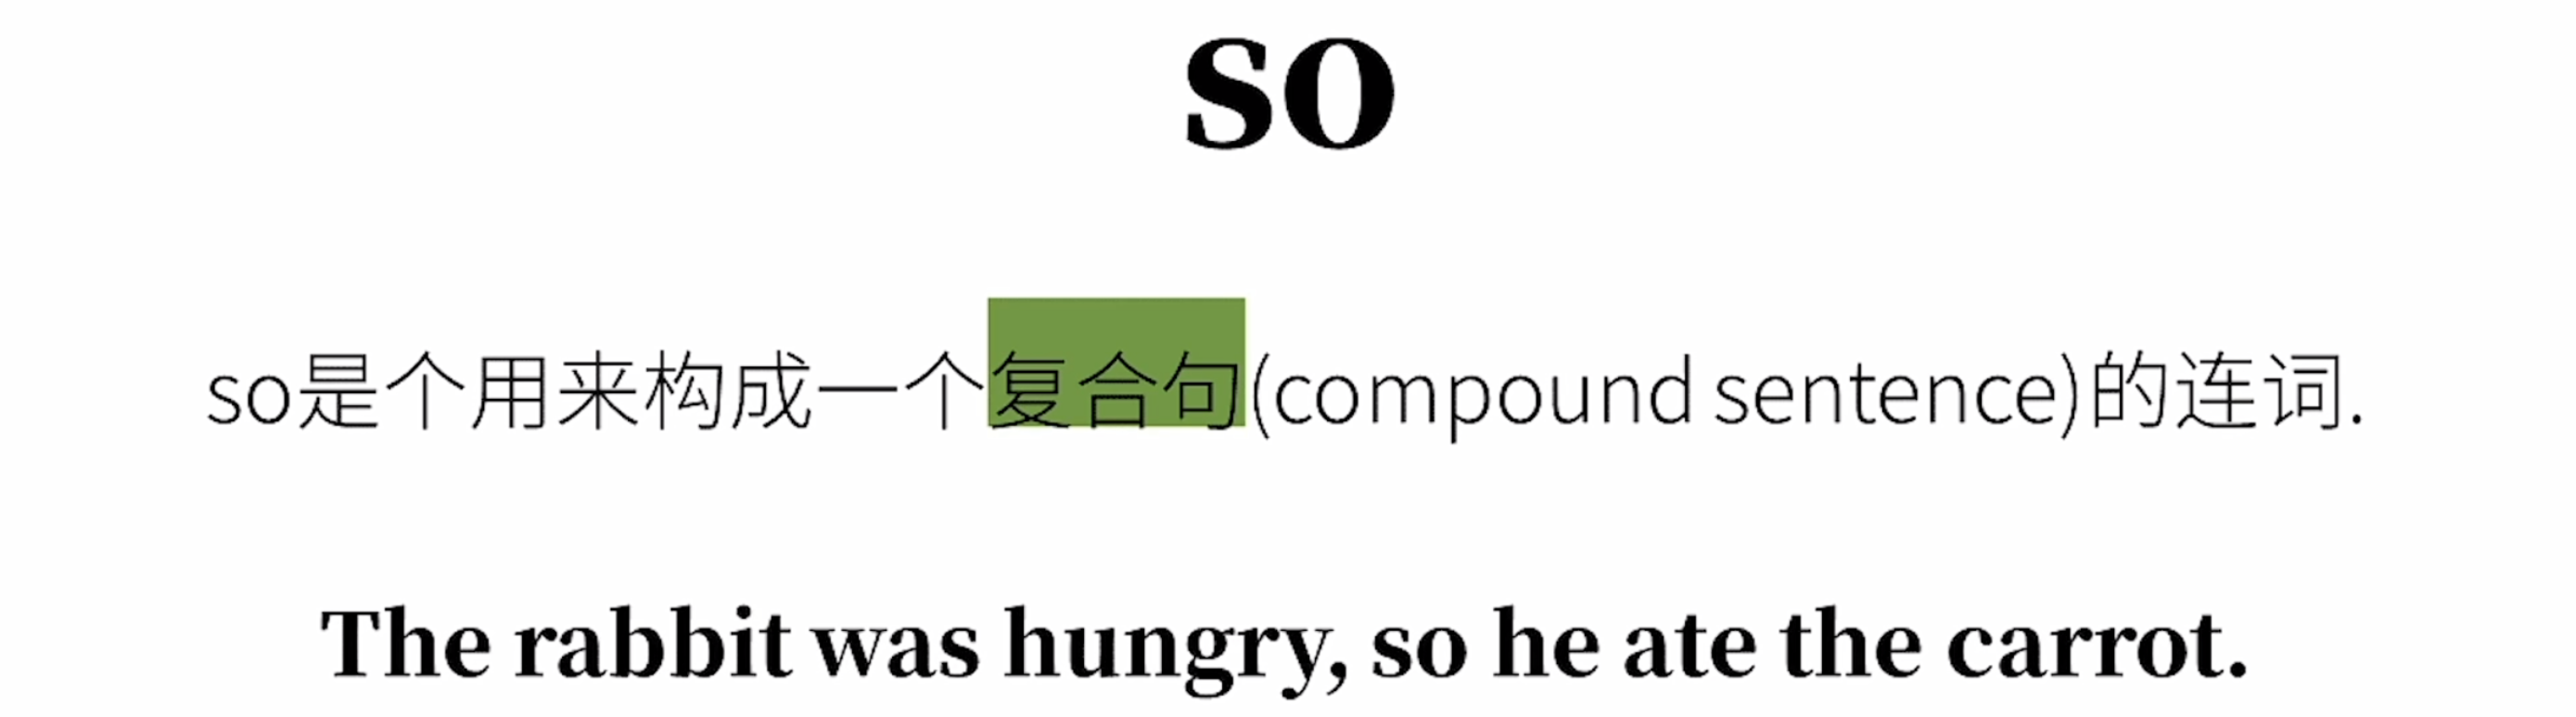 so
so是个用来构成一个复合句(compound sentence)的连词.
The rabbit was hungry, so he ate the carrot.